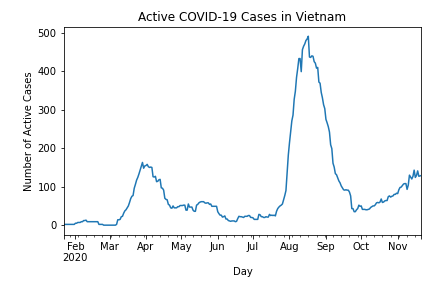 Active COVID-19 Cases in Vietnam
Number of Active Cases
500
400
300
200
100
0
Feb Mar Apr May Jun Jul Aug Sep Oct Nov
2020
Day